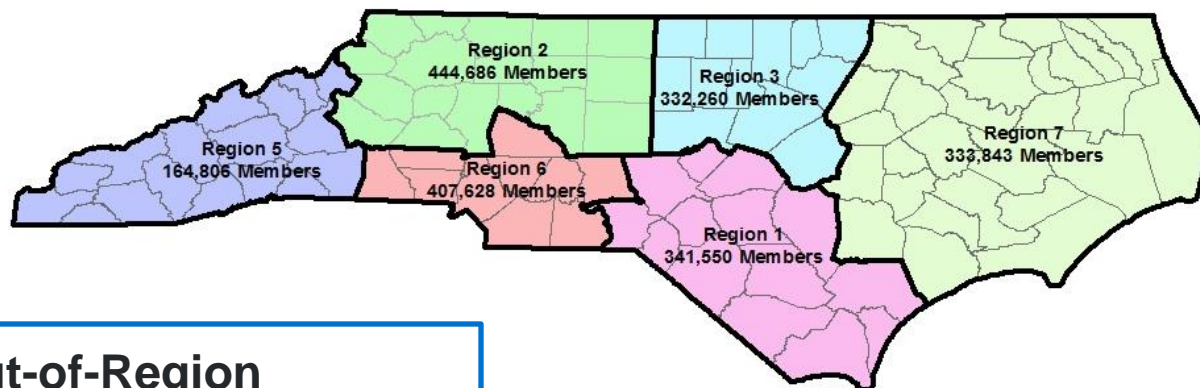 Region 2
444,686 Members
Region 3
332,260 Members
Region 7
333,843 Members
Region 5
164,806 Members
Region 6
407,628 Members
Region 1
341,550 Members